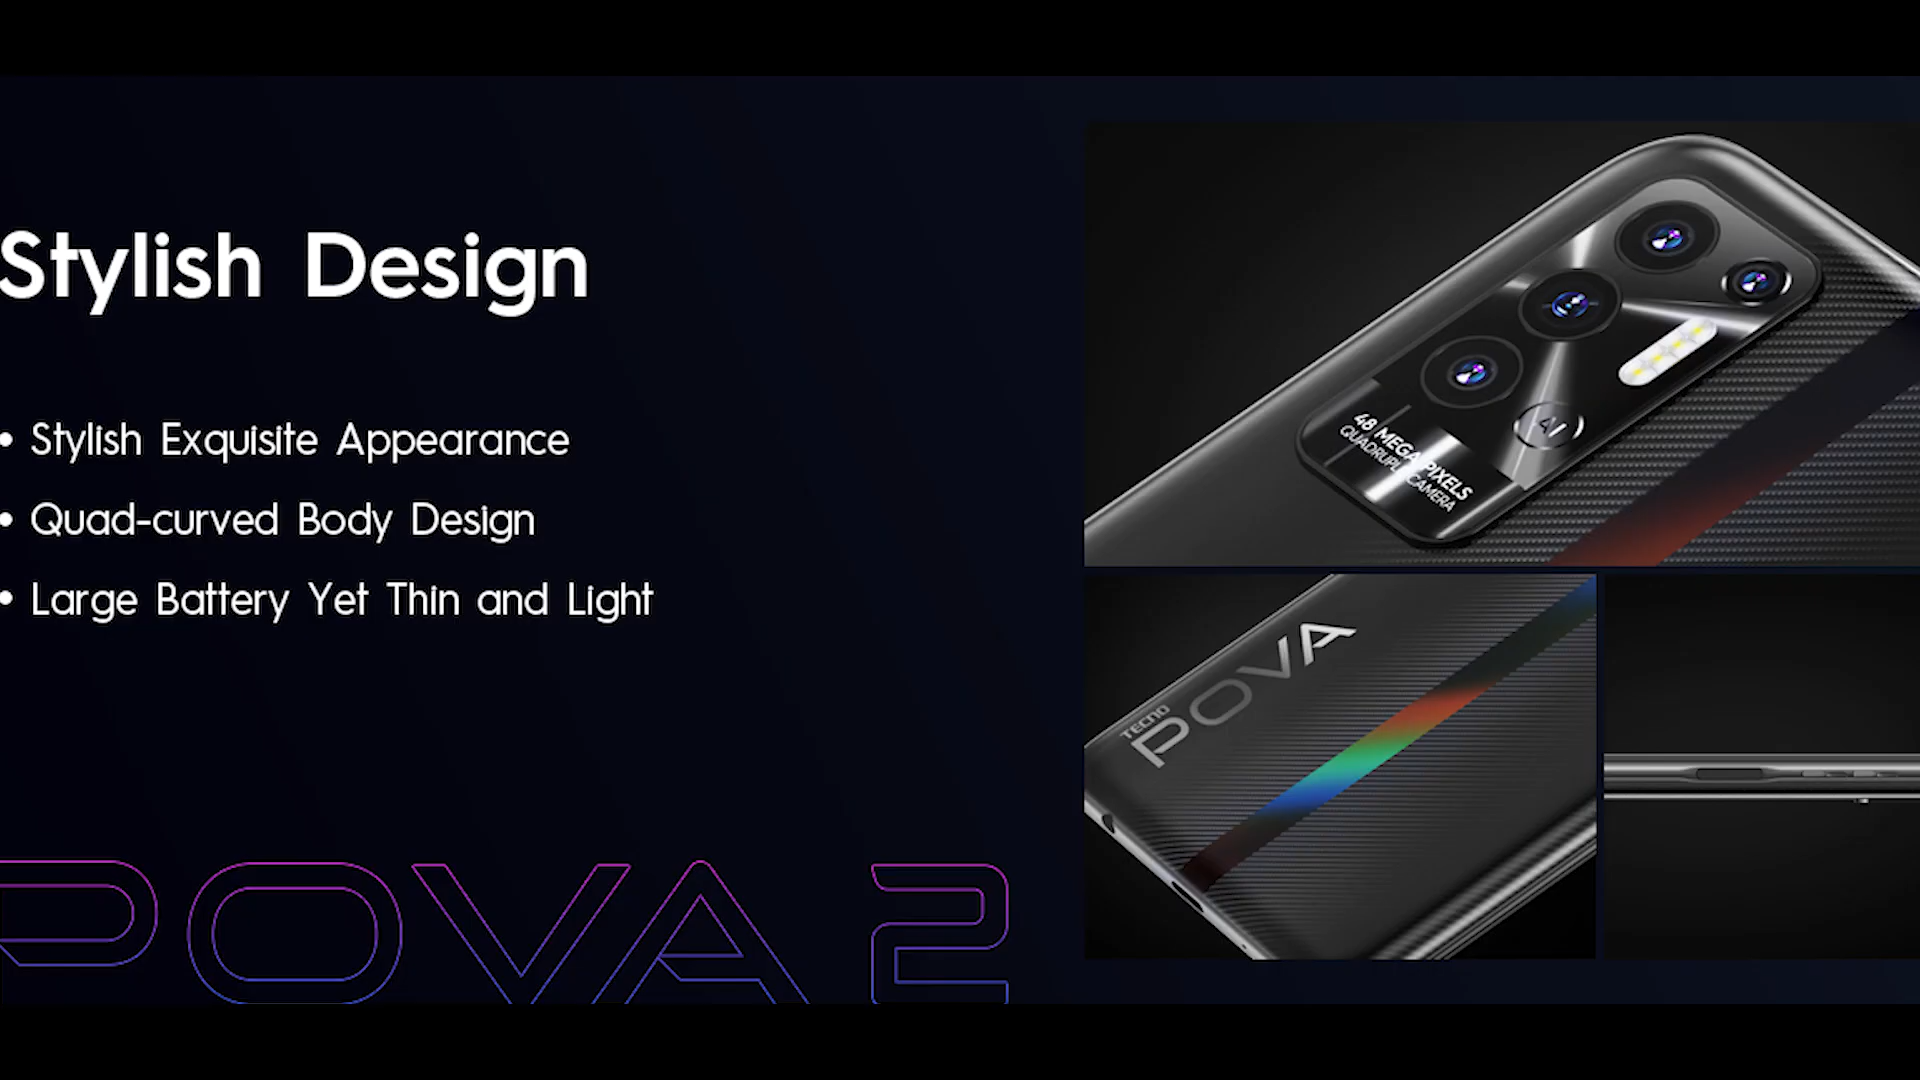 Stylish Design
• Stylish Exquisite Appearance
• Quad-curved Body Design
• Large Battery Yet Thin and Light
POVA 2
48 MEGA PIXELS
QUADRUPLE CAMERA
AI
TECNO
POVA